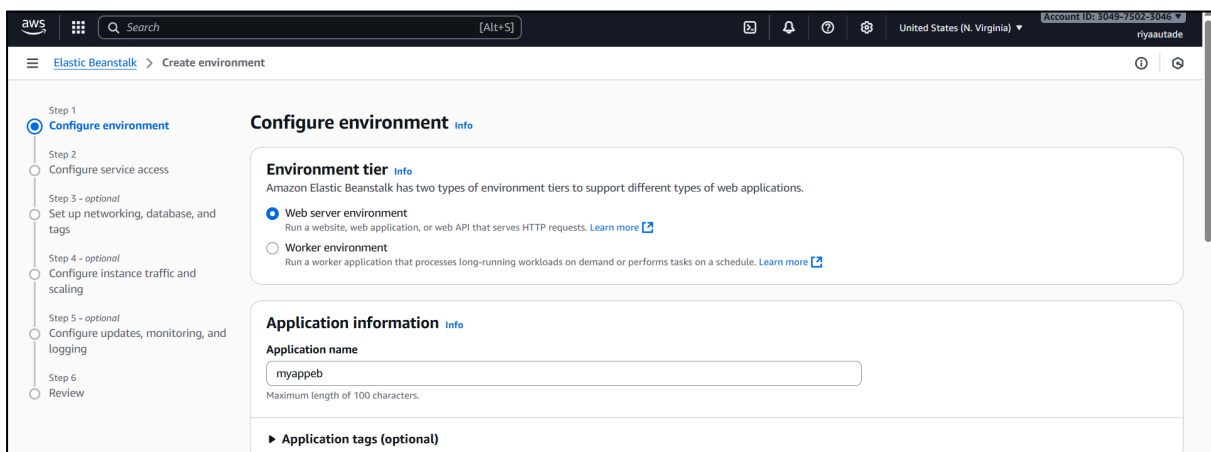 aws
Search
[Alt+S]
United States (N. Virginia)
Account ID: 3049-7502-3046
riyaautade
Elastic Beanstalk > Create environment
Step 1
Configure environment
Step 2
Configure service access
Step 3 - optional
Set up networking, database, and
tags
Step 4 - optional
Configure instance traffic and
scaling
Step 5 - optional
Configure updates, monitoring, and
logging
Step 6
Review
Configure environment Info
Environment tier Info
Amazon Elastic Beanstalk has two types of environment tiers to support different types of web applications.
Web server environment
Run a website, web application, or web API that serves HTTP requests. Learn more
Worker environment
Run a worker application that processes long-running workloads on demand or performs tasks on a schedule. Learn more
Application information Info
Application name
myappeb
Maximum length of 100 characters.
Application tags (optional)